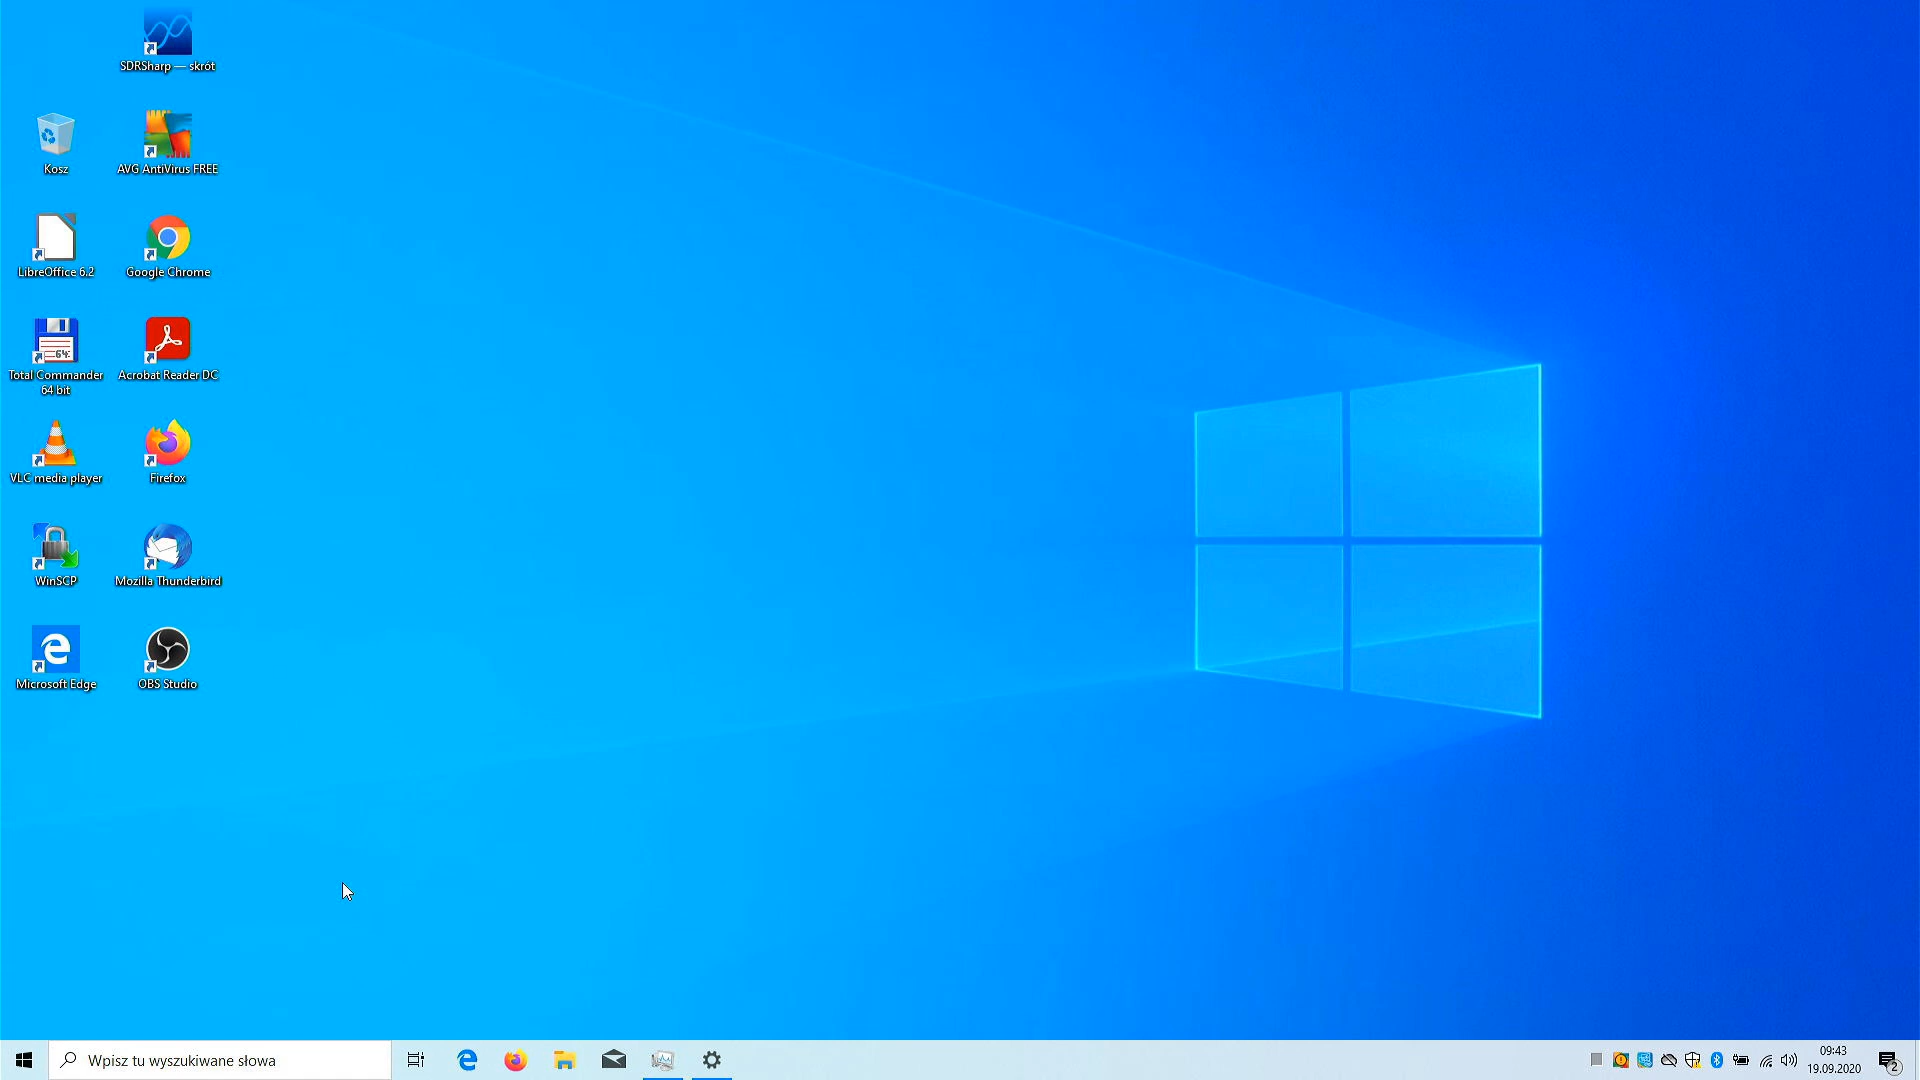 SDRSharp — skrót
Kosz
AVG AntiVirus FREE
LibreOffice 6.2
Google Chrome
Total Commander
64 bit
64
Acrobat Reader DC
VLC media player
Firefox
WinSCP
Mozilla Thunderbird
Microsoft Edge
OBS Studio
Wpisz tu wyszukiwane słowa
09:43
19.09.2020
2